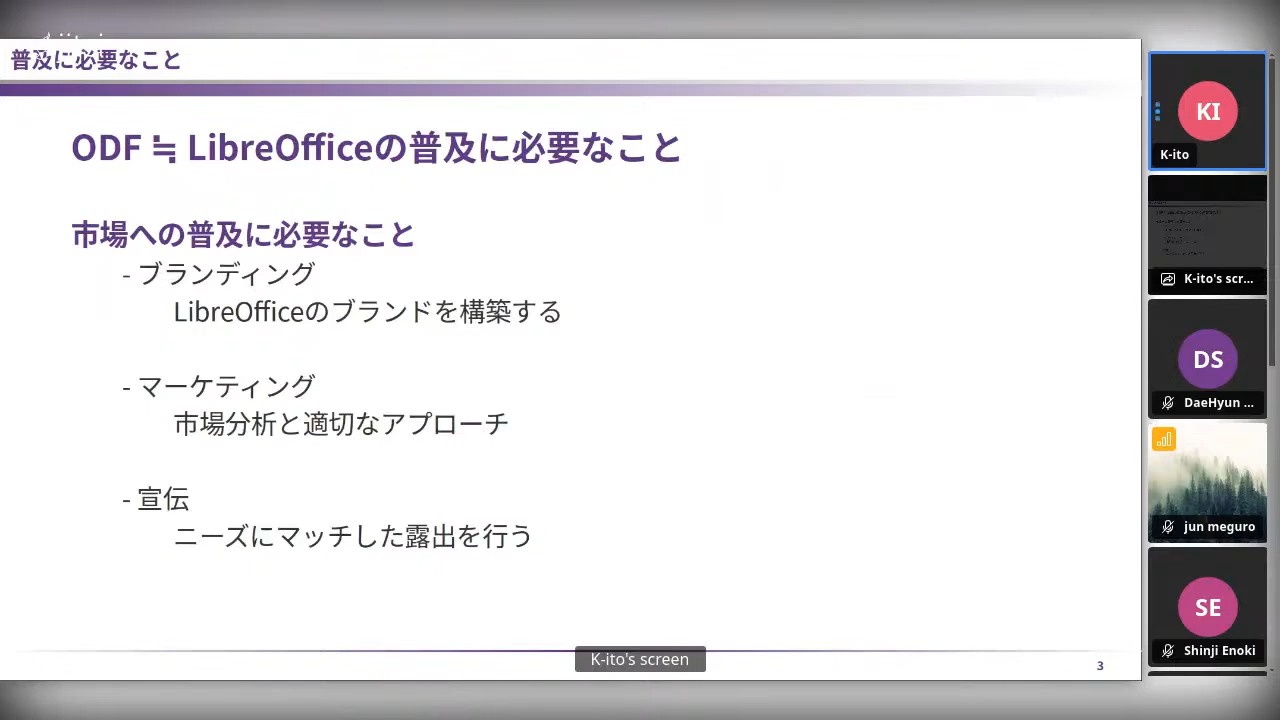 普及に必要なこと
ODF ≒ LibreOfficeの普及に必要なこと
市場への普及に必要なこと
- ブランディング
LibreOfficeのブランドを構築する
- マーケティング
市場分析と適切なアプローチ
- 宣伝
ニーズにマッチした露出を行う
K-ito's screen
3
KI
K-ito
K-ito's scr...
DS
DaeHyun ...
jun meguro
SE
Shinji Enoki